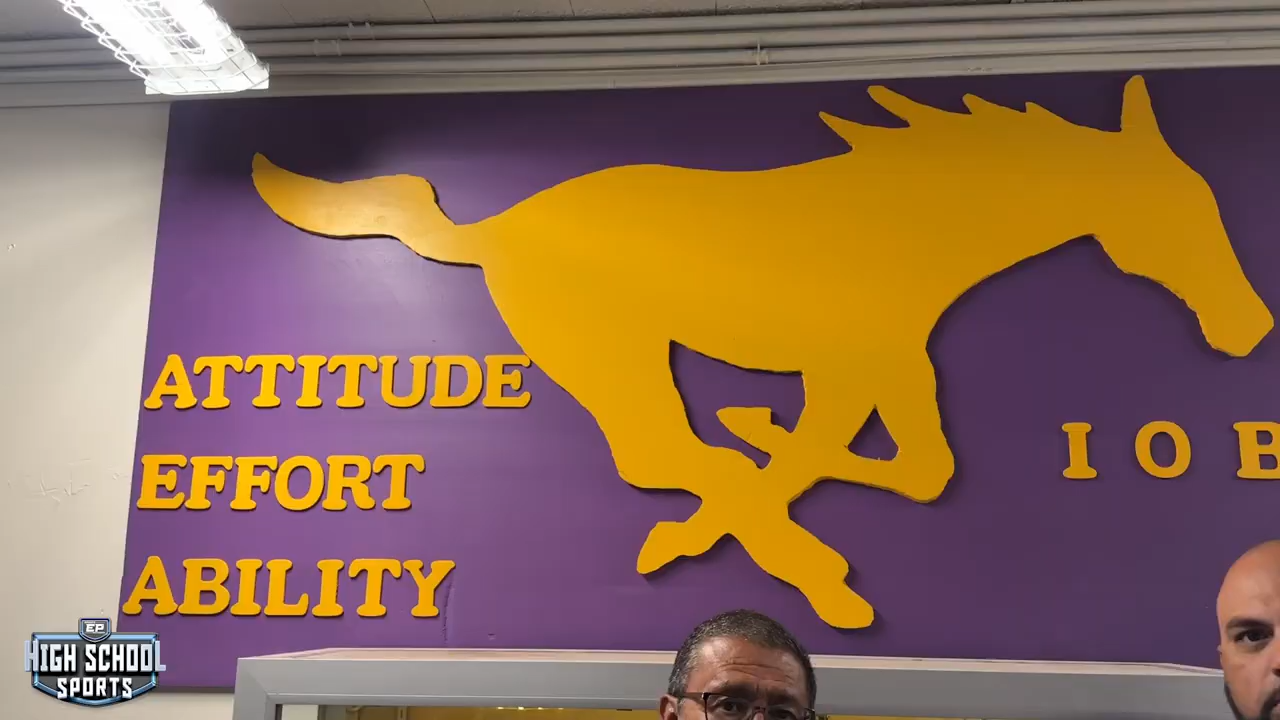 ATTITUDE
EFFORT
ABILITY
I O B
EP
HIGH SCHOOL
SPORTS